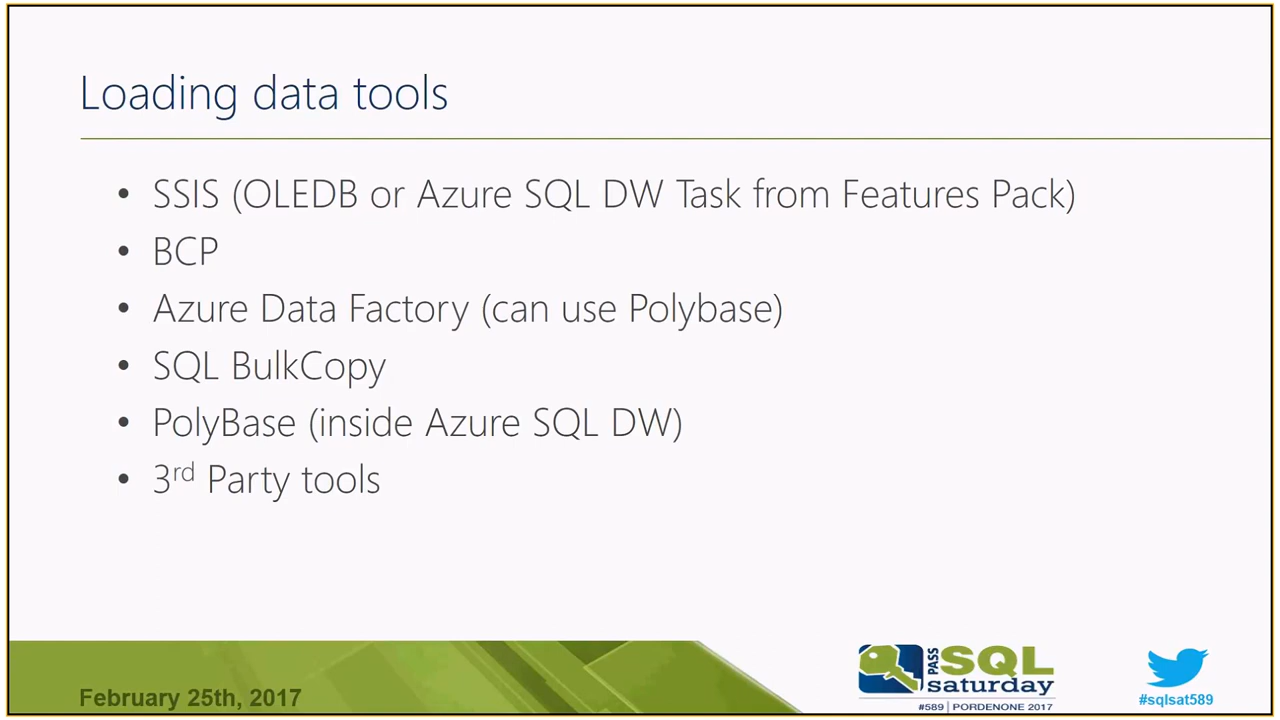 Loading data tools
• SSIS (OLEDB or Azure SQL DW Task from Features Pack)
• BCP
• Azure Data Factory (can use Polybase)
• SQL BulkCopy
• PolyBase (inside Azure SQL DW)
• 3rd Party tools
February 25th, 2017
PASS SQL
saturday
#589 | PORDENONE 2017
#sqlsat589